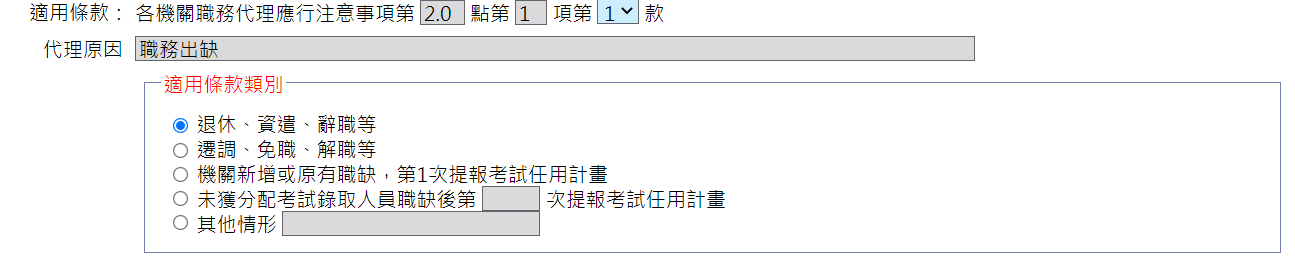 適用條款： 各機關職務代理應行注意事項第 2.0 點第 1 項第 1 款
代理原因 職務出缺
適用條款類別
退休、資遣、辭職等
遷調、免職、解職等
機關新增或原有職缺，第1次提報考試任用計畫
未獲分配考試錄取人員職缺後第 次提報考試任用計畫
其他情形